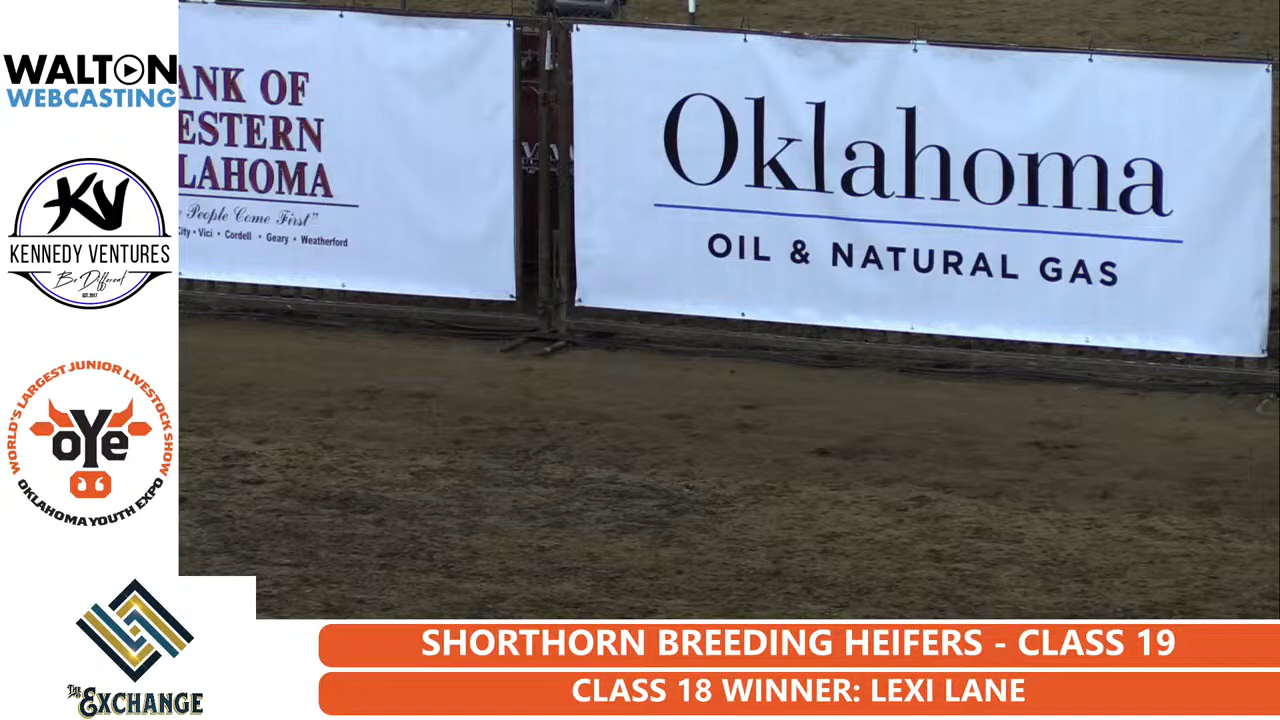 WALTON
WEBCASTING
KV
KENNEDY VENTURES
Be Different
EST. 2017
WORLD'S LARGEST JUNIOR LIVESTOCK SHOW
OYe
OKLAHOMA YOUTH EXPO
THE EXCHANGE
ANK OF
ESTERN
LAHOMA
People Come First"
City • Vici • Cordell • Geary • Weatherford
Oklahoma
OIL & NATURAL GAS
SHORTHORN BREEDING HEIFERS - CLASS 19
CLASS 18 WINNER: LEXI LANE